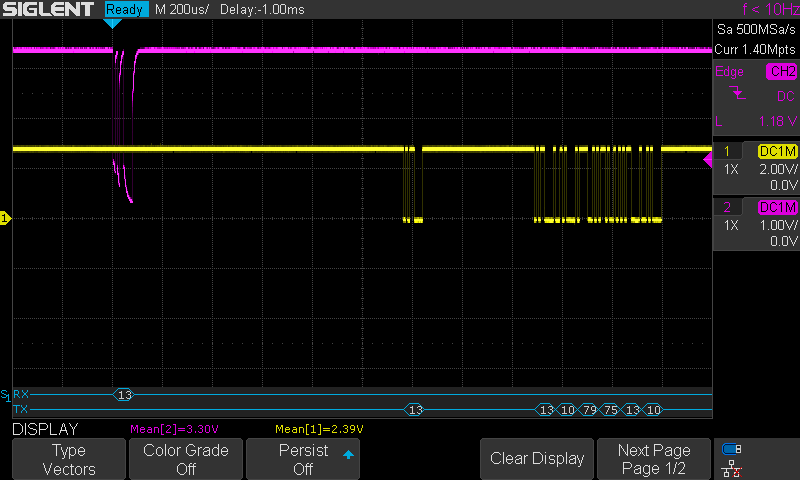 SIGLENT Ready M 200us/ Delay:-1.00ms f < 10Hz
Sa 500MSa/s
Curr 1.40Mpts
Edge CH2
DC
L 1.18 V
1 DC1M
1X 2.00V/
0.0V
2 DC1M
1X 1.00V/
0.0V
1
S1 RX 13
TX 13 13 10 79 75 13 10
DISPLAY Mean[2]=3.30V Mean[1]=2.39V
Type Vectors
Color Grade Off
Persist Off
Clear Display
Next Page Page 1/2